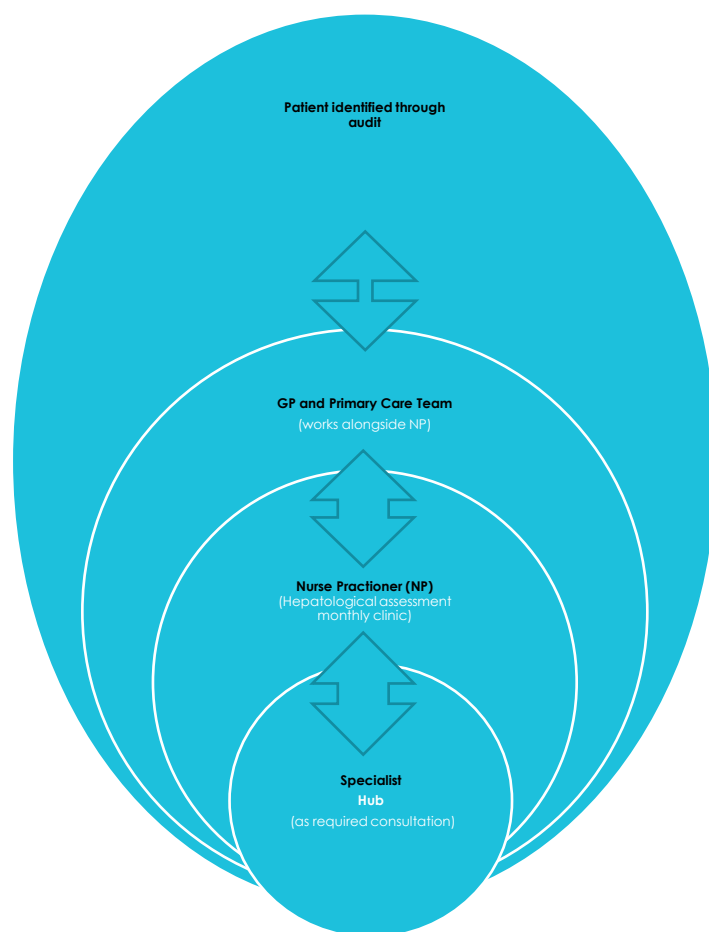 Patient identified through
audit
GP and Primary Care Team
(works alongside NP)
Nurse Practioner (NP)
(Hepatological assessment
monthly clinic)
Specialist
Hub
(as required consultation)